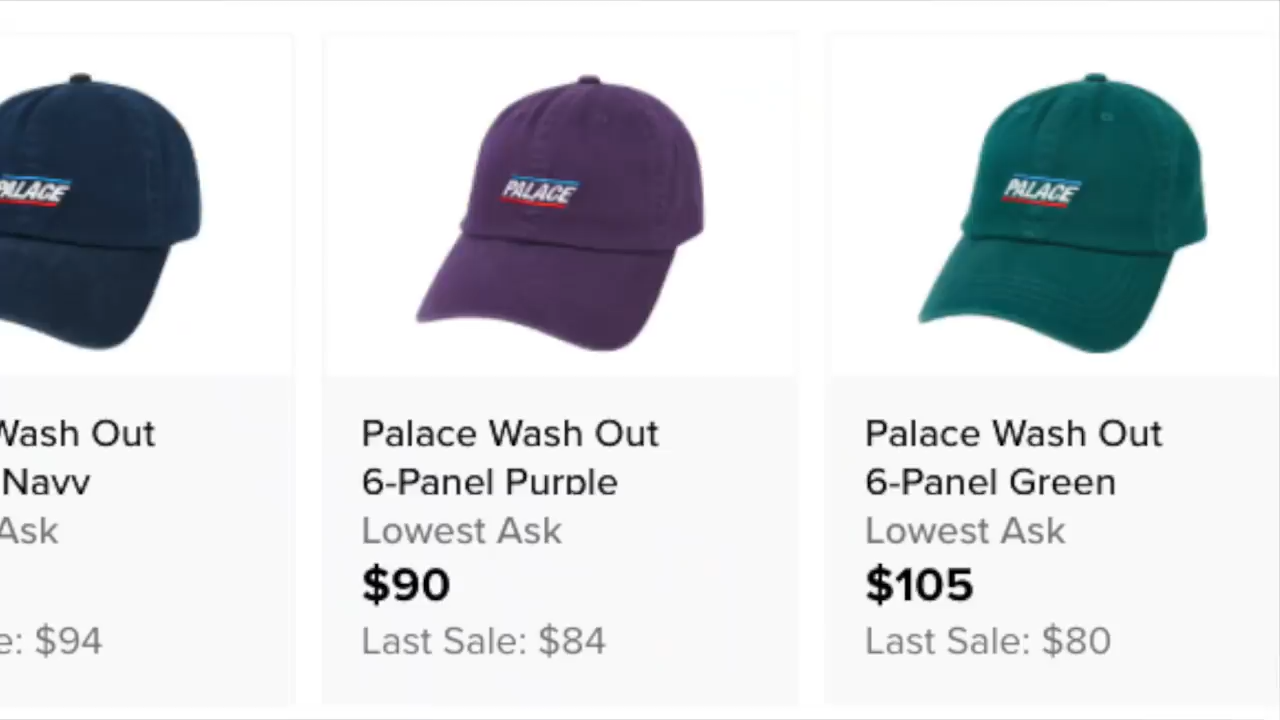 PALACE
PALACE
PALACE
Wash Out
Navy
Ask
e: $94
Palace Wash Out
6-Panel Purple
Lowest Ask
$90
Last Sale: $84
Palace Wash Out
6-Panel Green
Lowest Ask
$105
Last Sale: $80